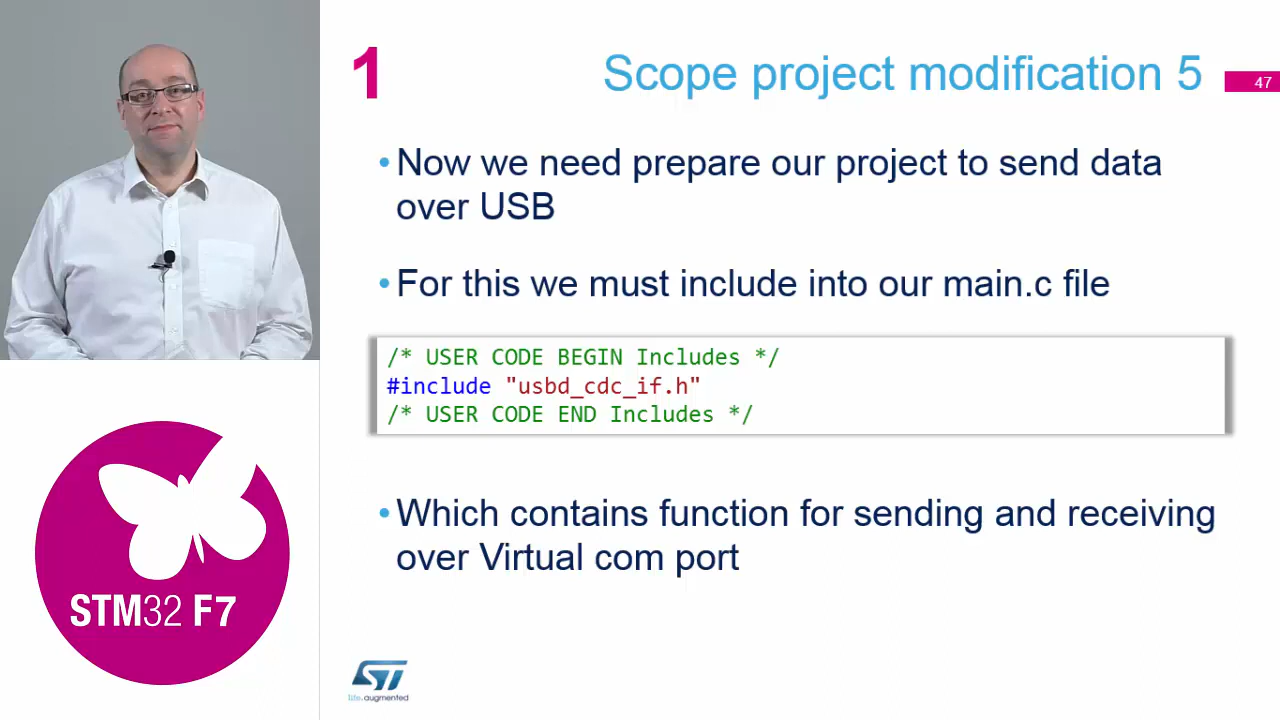 1
Scope project modification 5
47
• Now we need prepare our project to send data
over USB
• For this we must include into our main.c file
/* USER CODE BEGIN Includes */
#include "usbd_cdc_if.h"
/* USER CODE END Includes */
• Which contains function for sending and receiving
over Virtual com port
STM32 F7
ST
life.augmented